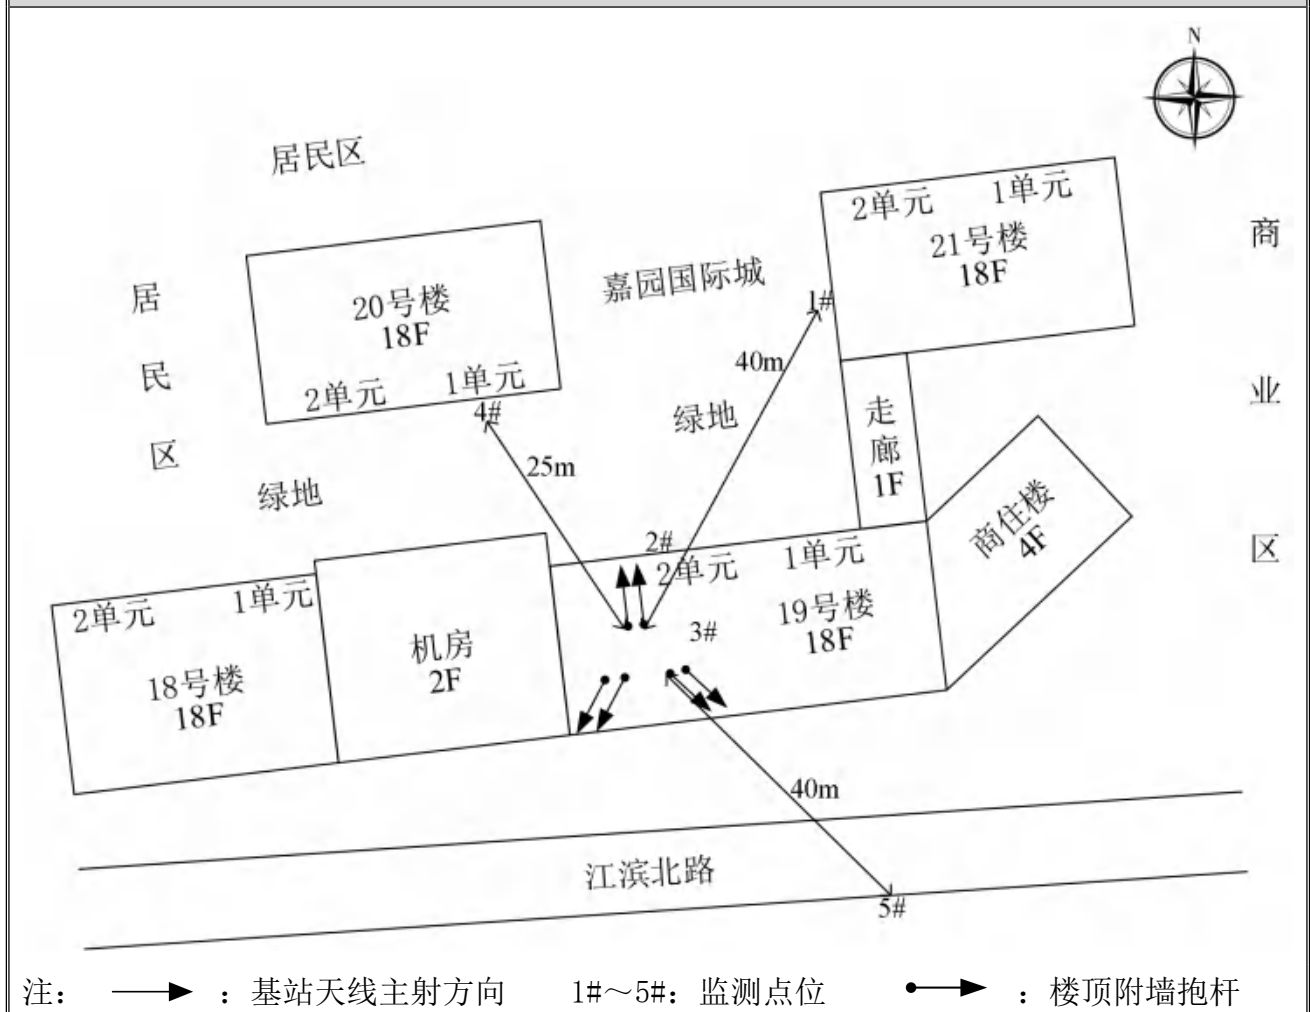 N
居民区
2单元 1单元
21号楼
18F
商业区
居民区
20号楼
18F
2单元 1单元
嘉园国际城
1#
40m
4#
绿地
走廊
1F
25m
绿地
商住楼
4F
2#
2单元 1单元
19号楼
18F
3#
2单元 1单元
18号楼
18F
机房
2F
40m
江滨北路
5#
注: :基站天线主射方向 1#～5#:监测点位 :楼顶附墙抱杆